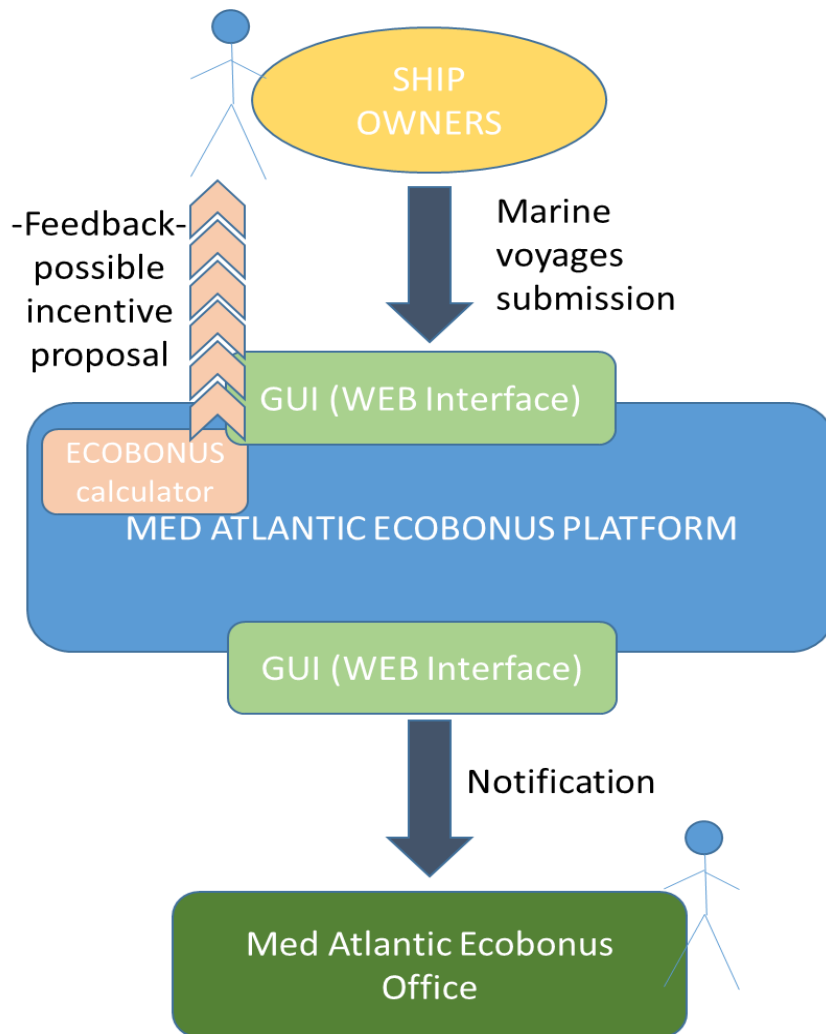 SHIP
OWNERS
Marine
voyages
submission
-Feedback-
possible
incentive
proposal
GUI (WEB Interface)
ECOBONUS
calculator
MED ATLANTIC ECOBONUS PLATFORM
GUI (WEB Interface)
Notification
Med Atlantic Ecobonus
Office